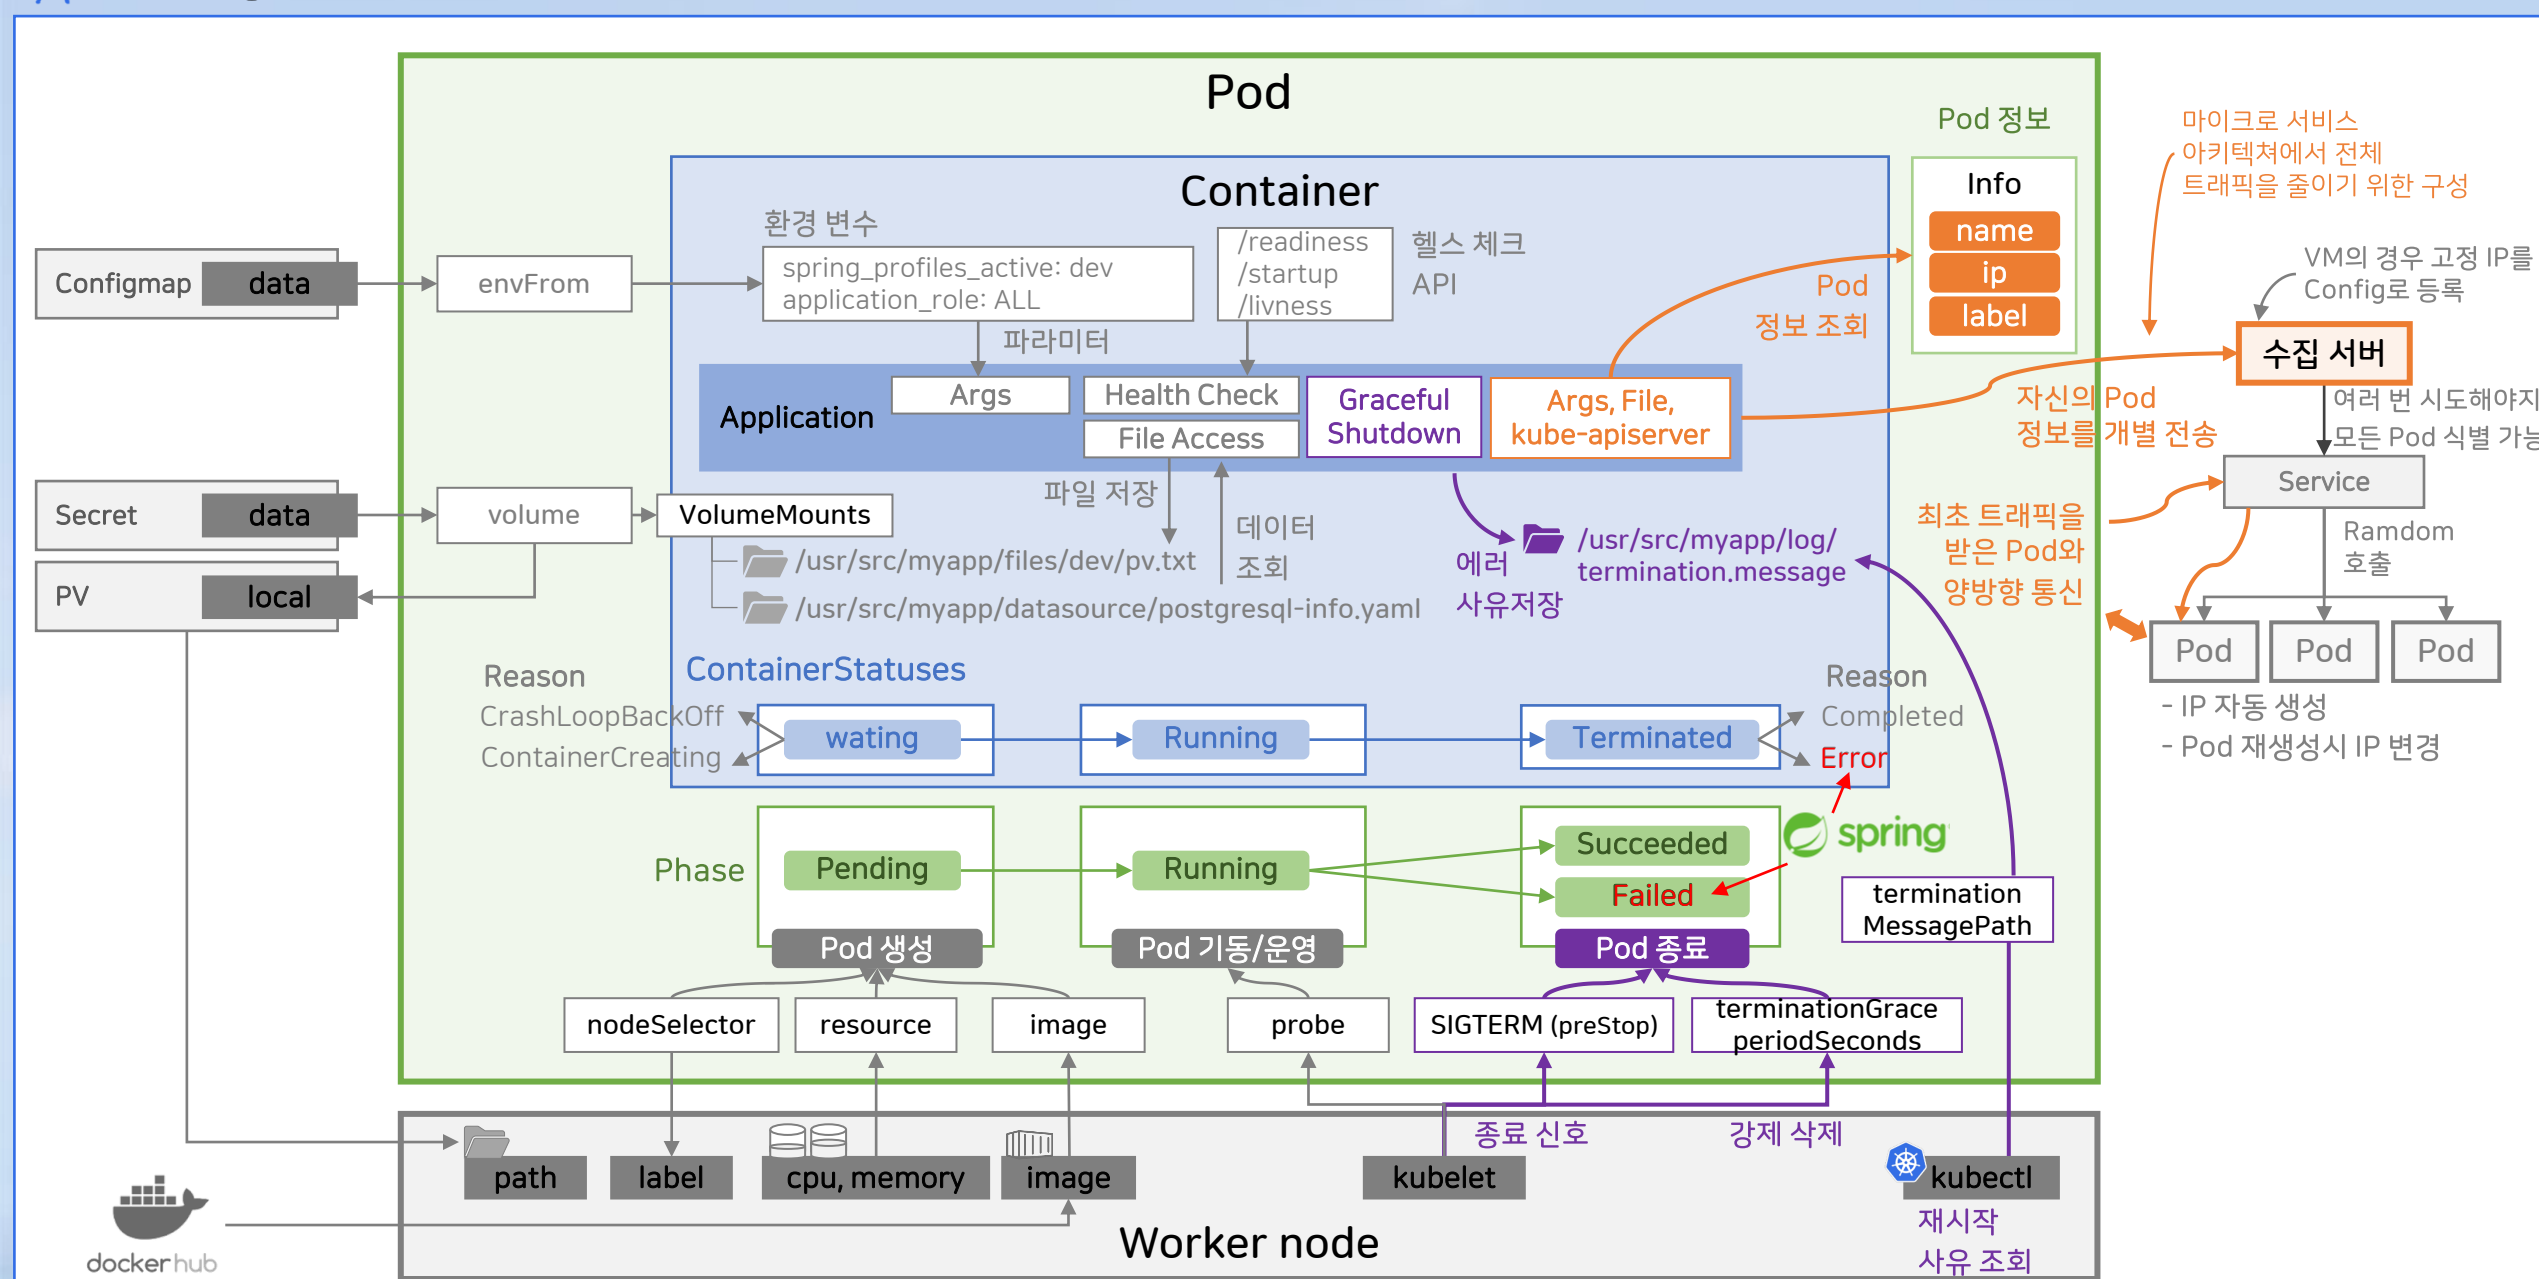 Pod
Pod 정보
마이크로 서비스
아키텍쳐에서 전체
트래픽을 줄이기 위한 구성
Container
Info
name
ip
label
환경 변수
spring_profiles_active: dev
application_role: ALL
/readiness
/startup
/livness
헬스 체크
API
Pod
정보 조회
VM의 경우 고정 IP를
Config로 등록
Configmap
data
envFrom
파라미터
수집 서버
Application
Args
Health Check
File Access
Graceful
Shutdown
Args, File,
kube-apiserver
자신의 Pod
정보를 개별 전송
여러 번 시도해야지
모든 Pod 식별 가능
Service
Secret
data
volume
VolumeMounts
파일 저장
데이터
조회
최초 트래픽을
받은 Pod와
양방향 통신
Ramdom
호출
/usr/src/myapp/files/dev/pv.txt
에러
사유저장
/usr/src/myapp/log/
termination.message
PV
local
/usr/src/myapp/datasource/postgresql-info.yaml
Pod
Pod
Pod
- IP 자동 생성
- Pod 재생성시 IP 변경
Reason
CrashLoopBackOff
ContainerCreating
ContainerStatuses
wating
Running
Terminated
Reason
Completed
Error
Phase
Pending
Running
Succeeded
Failed
spring
Pod 생성
Pod 기동/운영
Pod 종료
termination
MessagePath
nodeSelector
resource
image
probe
SIGTERM (preStop)
terminationGrace
periodSeconds
종료 신호
강제 삭제
path
label
cpu, memory
image
kubelet
kubectl
재시작
사유 조회
Worker node
dockerhub